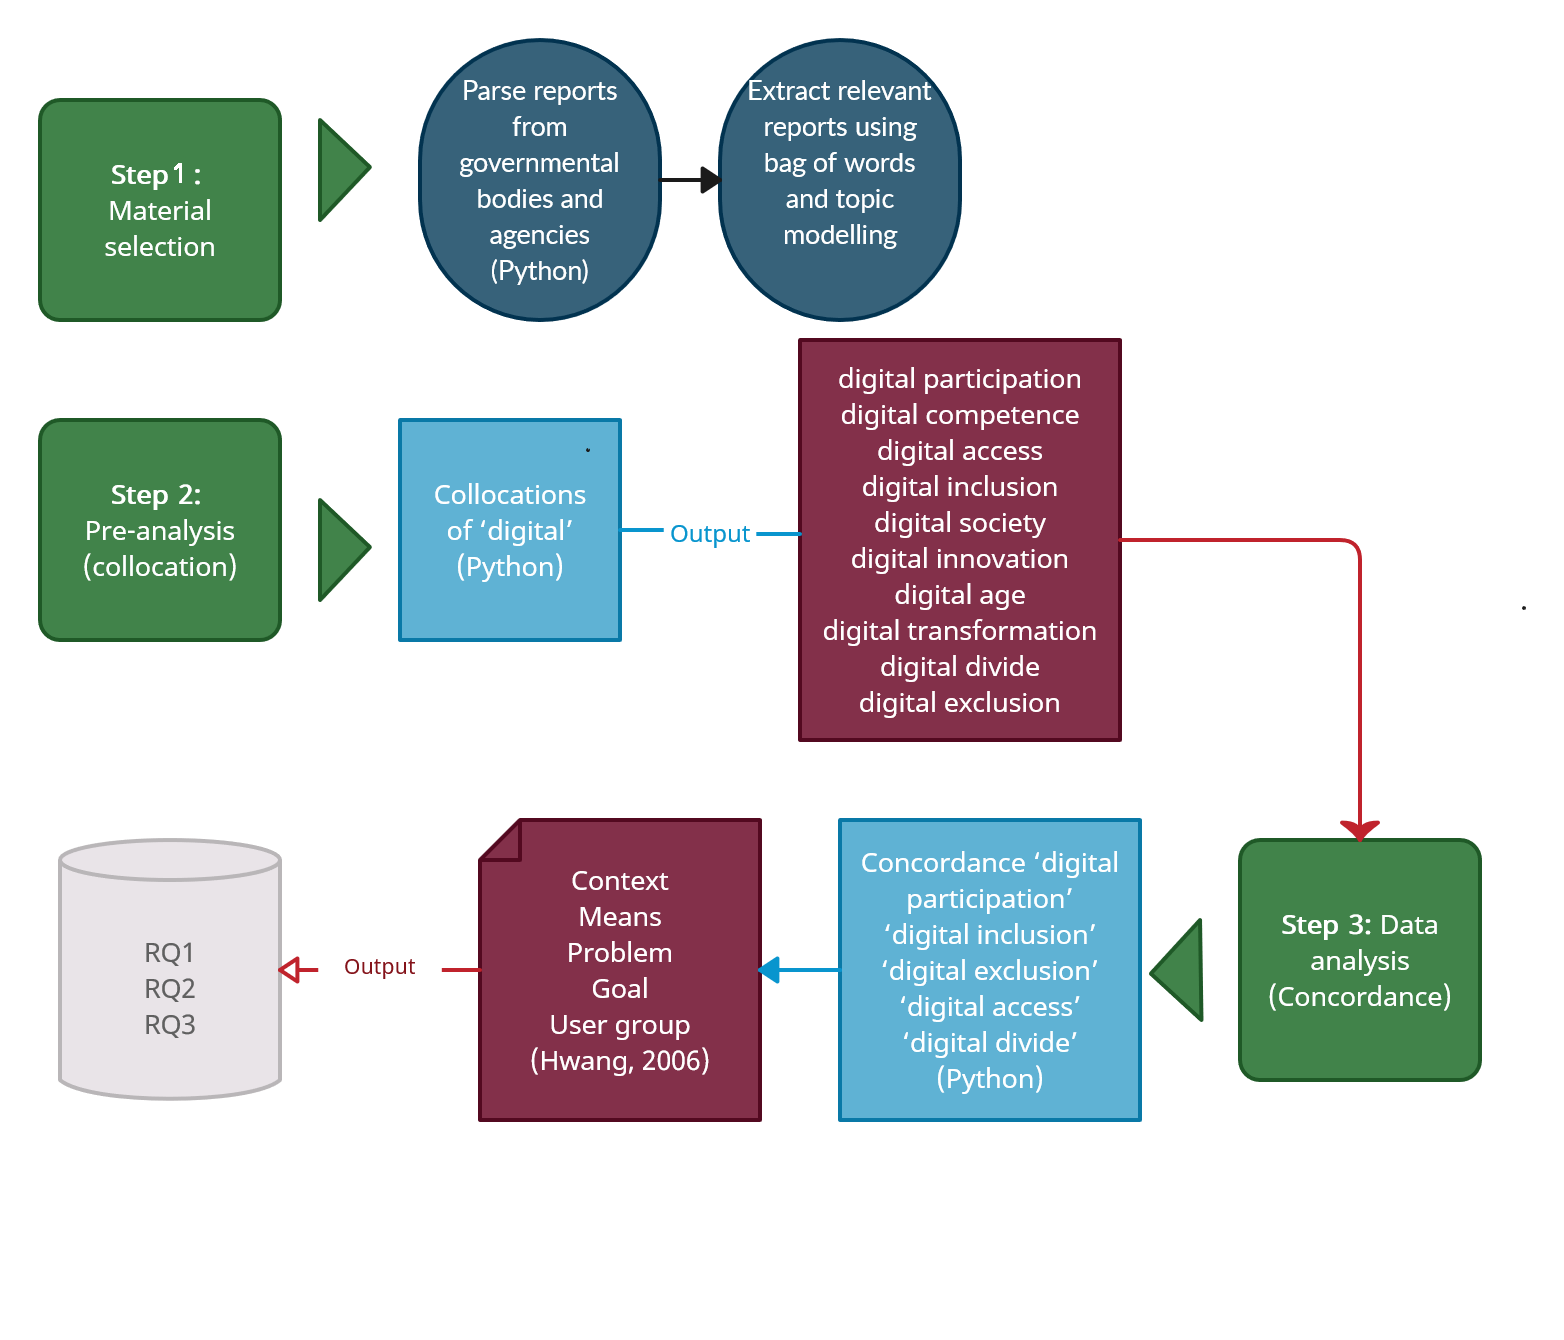 Step1 :
Material
selection
Parse reports
from
governmental
bodies and
agencies
(Python)
Extract relevant
reports using
bag of words
and topic
modelling
Step 2:
Pre-analysis
(collocation)
Collocations
of ‘digital’
(Python)
Output
digital participation
digital competence
digital access
digital inclusion
digital society
digital innovation
digital age
digital transformation
digital divide
digital exclusion
Step 3: Data
analysis
(Concordance)
Concordance ‘digital
participation’
‘digital inclusion’
‘digital exclusion’
‘digital access’
‘digital divide’
(Python)
Context
Means
Problem
Goal
User group
(Hwang, 2006)
Output
RQ1
RQ2
RQ3